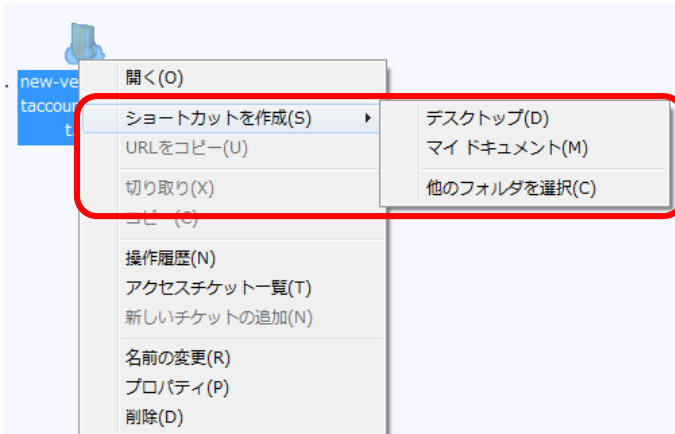 new-ve
taccour
t.
開く(O)
ショートカットを作成(S)
デスクトップ(D)
URLをコピー(U)
マイ ドキュメント(M)
切り取り(X)
他のフォルダを選択(C)
コピー(C)
操作履歴(N)
アクセスチケット一覧(T)
新しいチケットの追加(N)
名前の変更(R)
プロパティ(P)
削除(D)